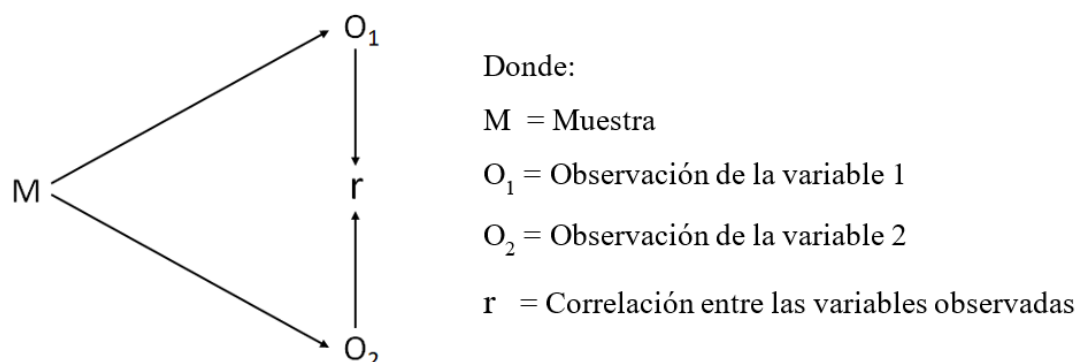 O₁
Donde:
M = Muestra
O₁ = Observación de la variable 1
M
r
O₂ = Observación de la variable 2
r = Correlación entre las variables observadas
O₂